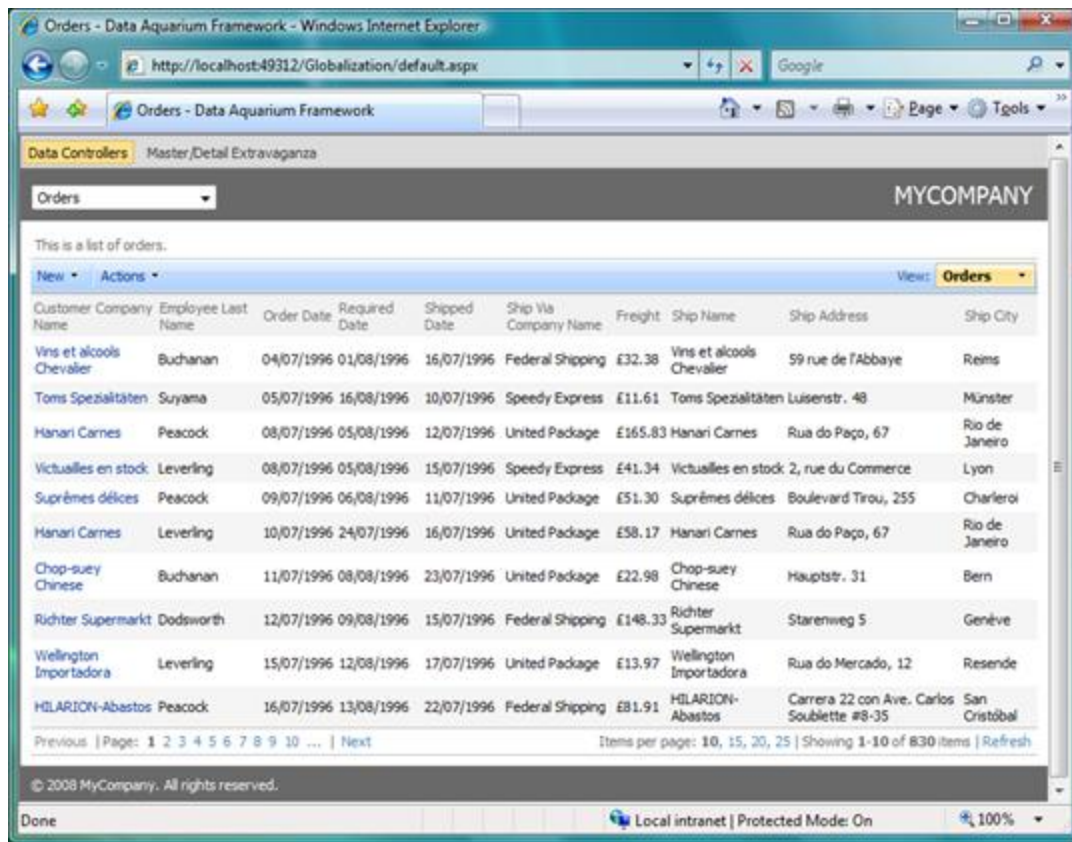 Orders - Data Aquarium Framework - Windows Internet Explorer
http://localhost:49312/Globalization/default.aspx
Google
Orders - Data Aquarium Framework
Page Tools
Data Controllers Master/Detail Extravaganza
Orders MYCOMPANY
This is a list of orders.
New Actions View: Orders
Customer Company Name Employee Last Name Order Date Required Date Shipped Date Ship Via Company Name Freight Ship Name Ship Address Ship City
Vins et alcools Chevalier Buchanan 04/07/1996 01/08/1996 16/07/1996 Federal Shipping £32.38 Vins et alcools Chevalier 59 rue de l'Abbaye Reims
Toms Spezialitäten Suyama 05/07/1996 16/08/1996 10/07/1996 Speedy Express £11.61 Toms Spezialitäten Luisenstr. 48 Münster
Hanari Carnes Peacock 08/07/1996 05/08/1996 12/07/1996 United Package £165.83 Hanari Carnes Rua do Paço, 67 Rio de Janeiro
Victuailles en stock Leverling 08/07/1996 05/08/1996 15/07/1996 Speedy Express £41.34 Victuailles en stock 2, rue du Commerce Lyon
Suprêmes délices Peacock 09/07/1996 06/08/1996 11/07/1996 United Package £51.30 Suprêmes délices Boulevard Tirou, 255 Charleroi
Hanari Carnes Leverling 10/07/1996 24/07/1996 16/07/1996 United Package £58.17 Hanari Carnes Rua do Paço, 67 Rio de Janeiro
Chop-suey Chinese Buchanan 11/07/1996 08/08/1996 23/07/1996 United Package £22.98 Chop-suey Chinese Hauptstr. 31 Bern
Richter Supermarkt Dodsworth 12/07/1996 09/08/1996 15/07/1996 Federal Shipping £148.33 Richter Supermarkt Starenweg 5 Genève
Wellington Importadora Leverling 15/07/1996 12/08/1996 17/07/1996 United Package £13.97 Wellington Importadora Rua do Mercado, 12 Resende
HILARION-Abastos Peacock 16/07/1996 13/08/1996 22/07/1996 Federal Shipping £81.91 HILARION-Abastos Carrera 22 con Ave. Carlos Soublette #8-35 San Cristóbal
Previous | Page: 1 2 3 4 5 6 7 8 9 10 ... | Next Items per page: 10, 15, 20, 25 | Showing 1-10 of 830 items | Refresh
© 2008 MyCompany. All rights reserved.
Done Local intranet | Protected Mode: On 100%